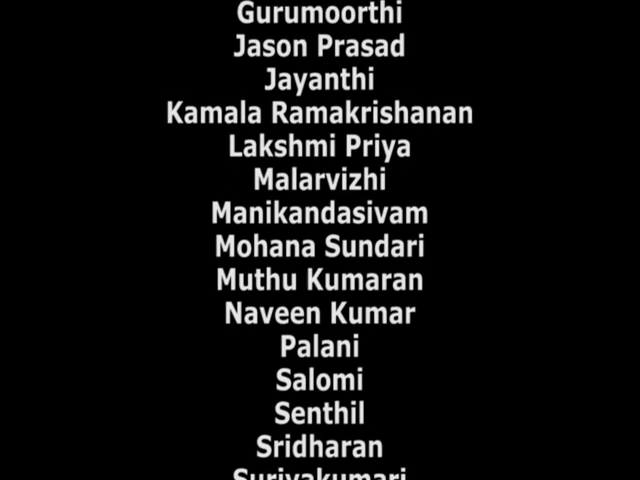 Gurumoorthi
Jason Prasad
Jayanthi
Kamala Ramakrishanan
Lakshmi Priya
Malarvizhi
Manikandasivam
Mohana Sundari
Muthu Kumaran
Naveen Kumar
Palani
Salomi
Senthil
Sridharan
Suriyakumari